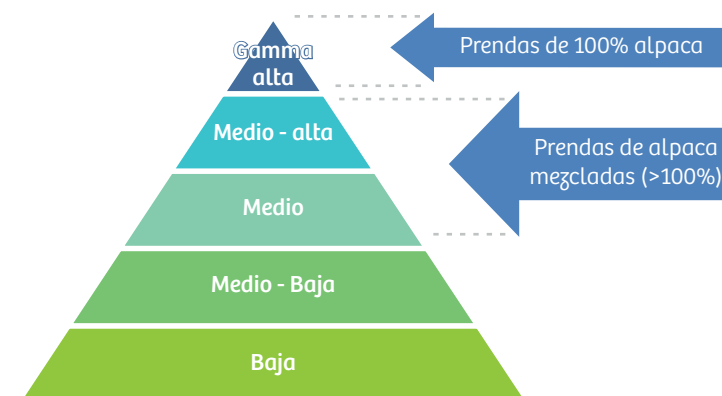 Gamma
alta
Prendas de 100% alpaca
Medio - alta
Prendas de alpaca
mezcladas (>100%)
Medio
Medio - Baja
Baja